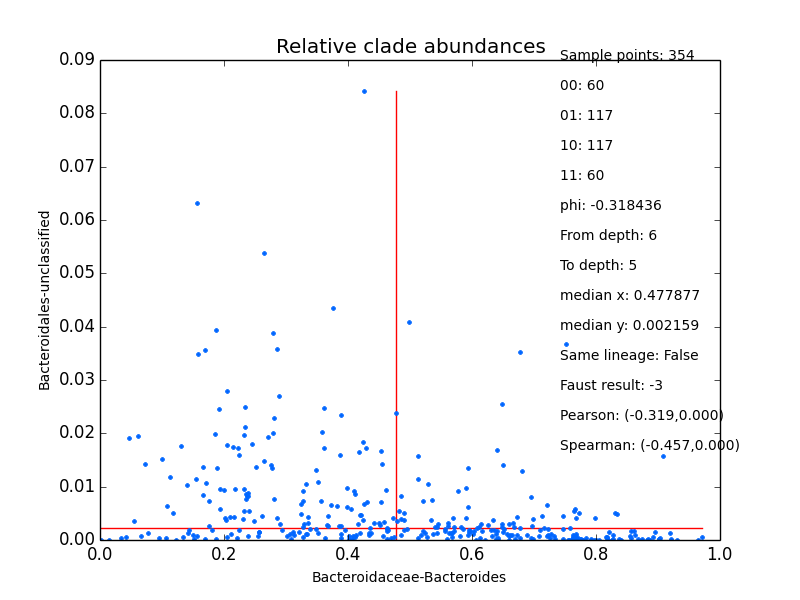 Relative clade abundances
Sample points: 354
00: 60
01: 117
10: 117
11: 60
phi: -0.318436
From depth: 6
To depth: 5
median x: 0.477877
median y: 0.002159
Same lineage: False
Faust result: -3
Pearson: (-0.319,0.000)
Spearman: (-0.457,0.000)
0.09
0.08
0.07
0.06
0.05
0.04
0.03
0.02
0.01
0.00
Bacteroidales-unclassified
0.0 0.2 0.4 0.6 0.8 1.0
Bacteroidaceae-Bacteroides